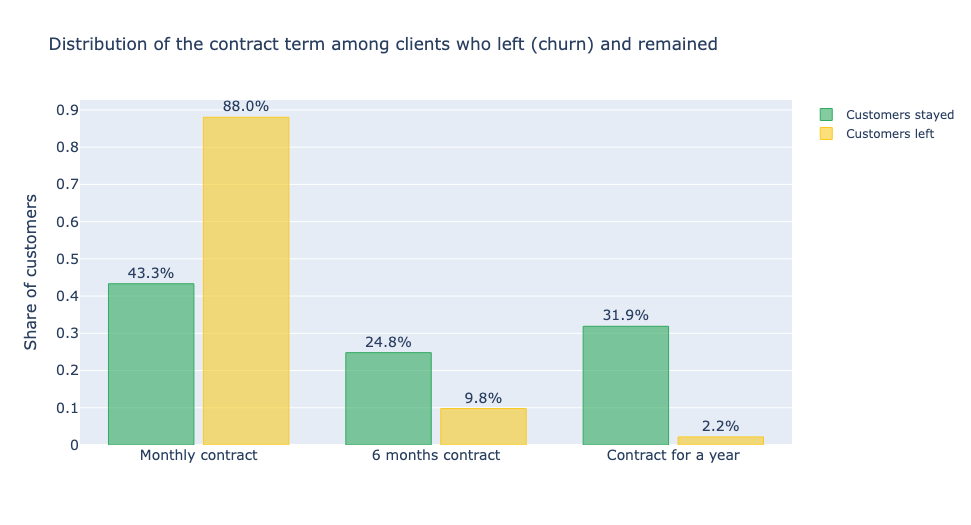 Distribution of the contract term among clients who left (churn) and remained
Customers stayed
Customers left
Share of customers
0.9
0.8
0.7
0.6
0.5
0.4
0.3
0.2
0.1
0
43.3%
88.0%
24.8%
9.8%
31.9%
2.2%
Monthly contract
6 months contract
Contract for a year